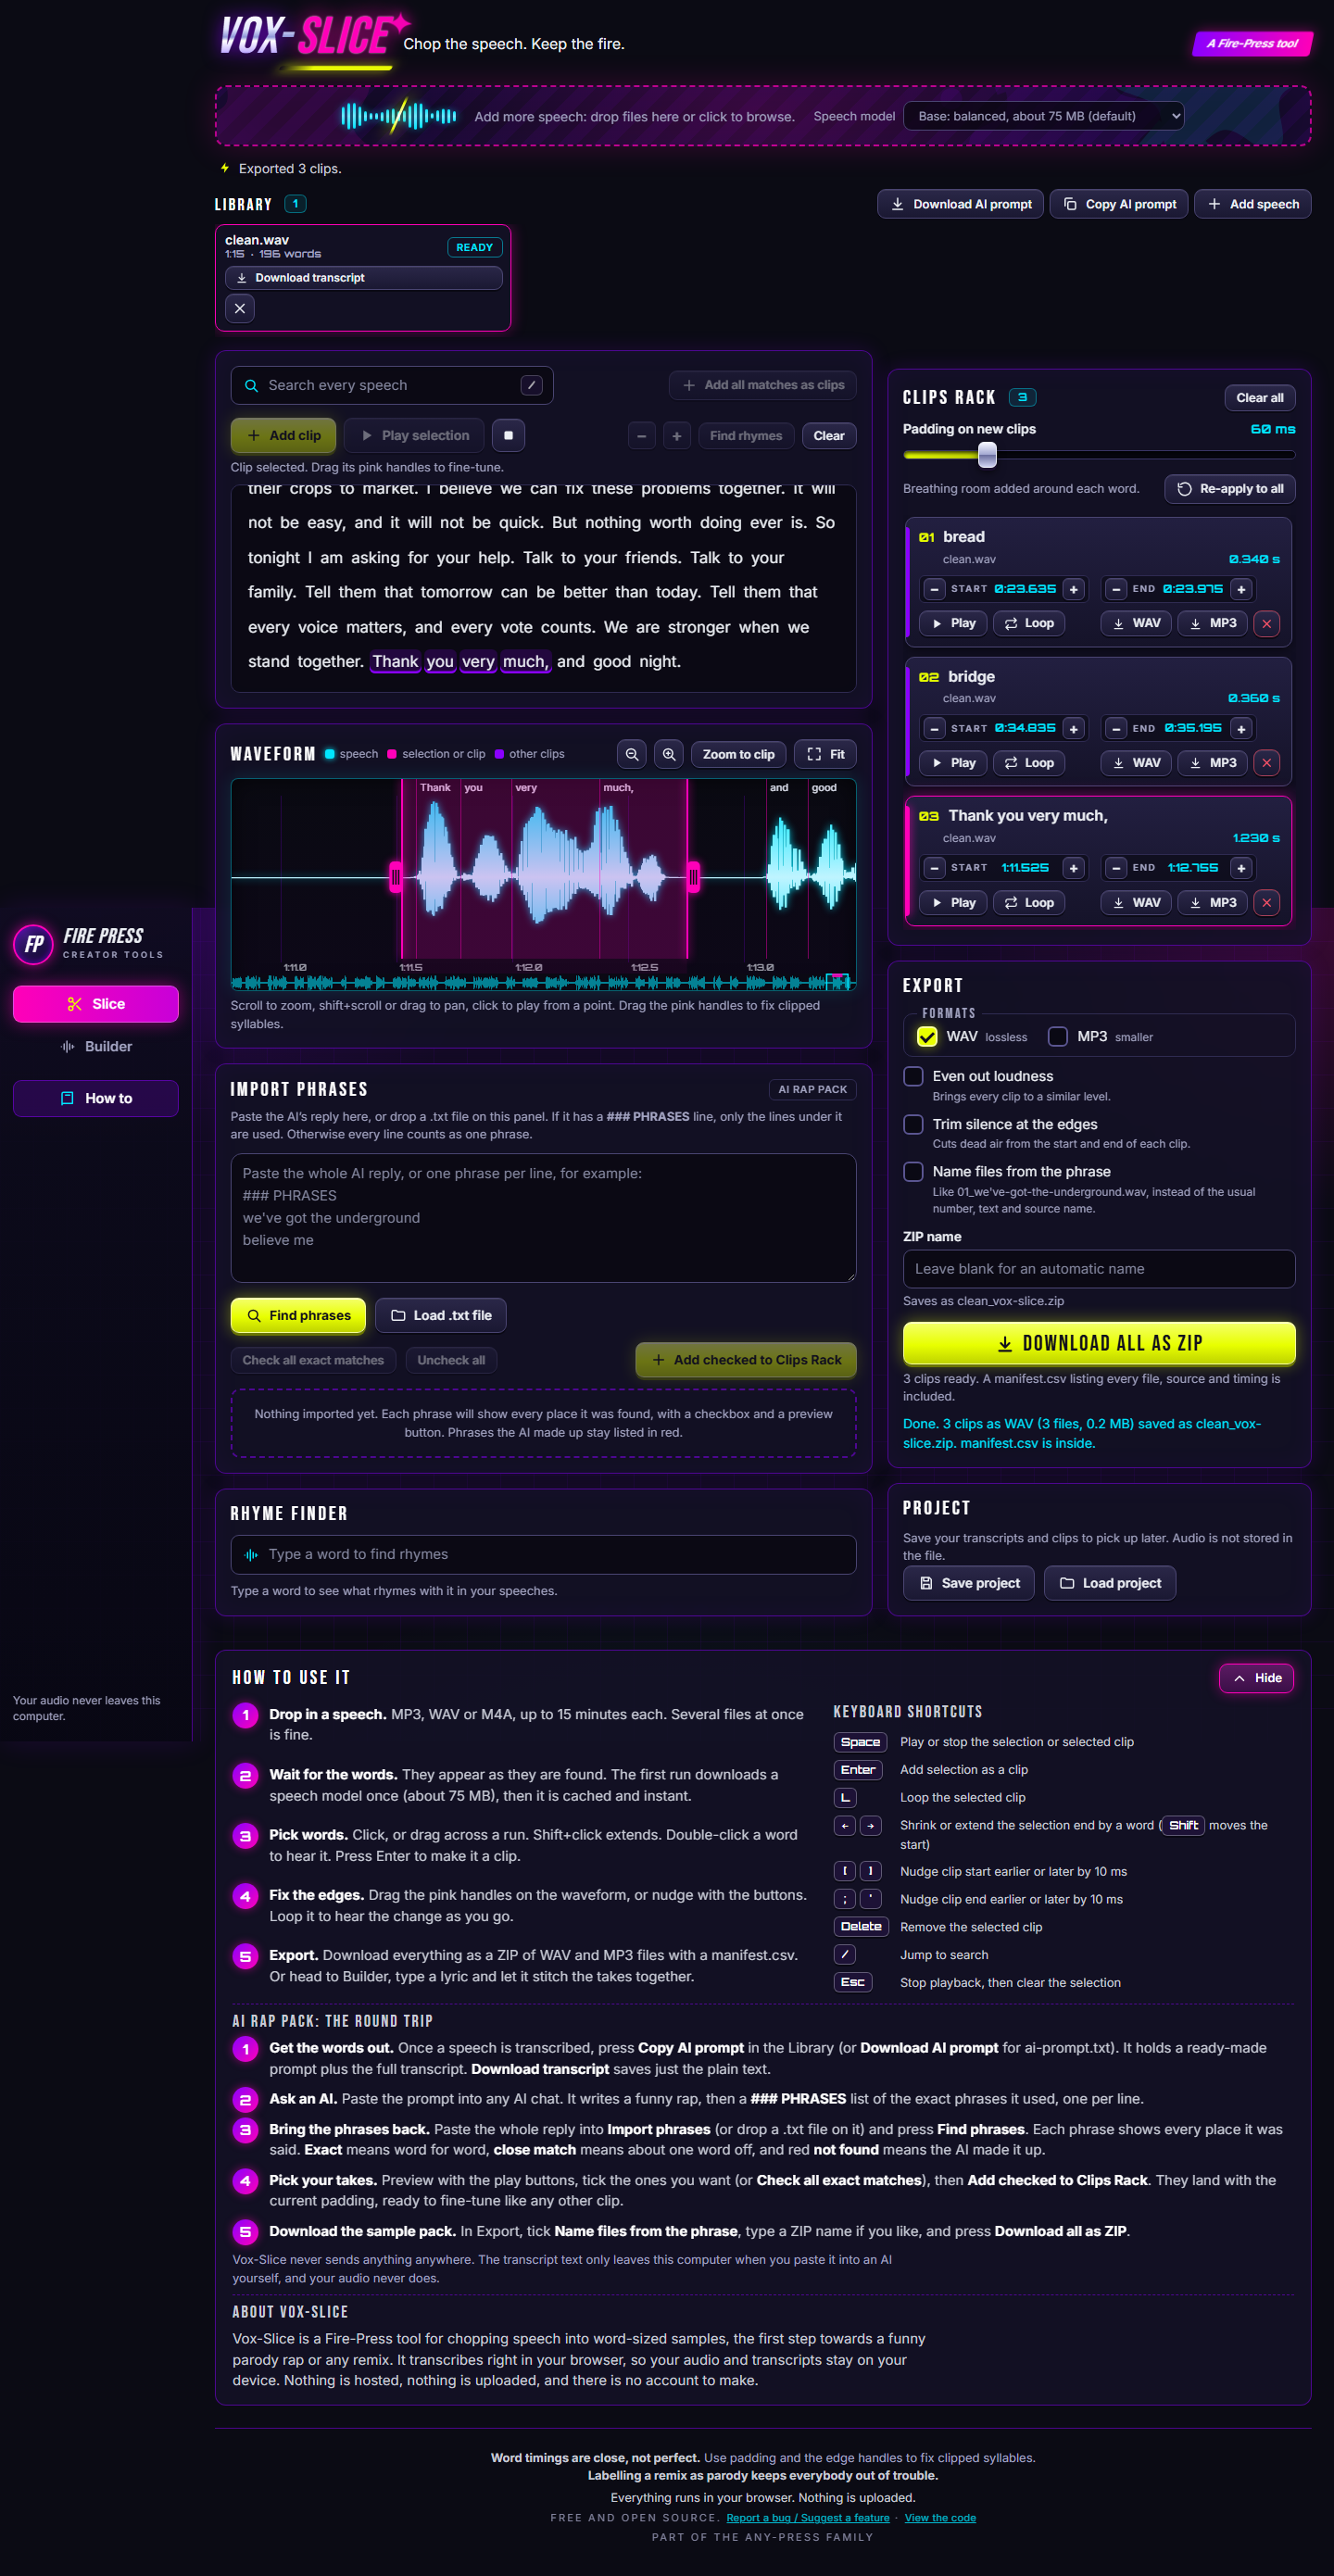 VOX-SLICE
Chop the speech. Keep the fire.
A Fire-Press tool
Add more speech: drop files here or click to browse.
Speech model
Base: balanced, about 75 MB (default)
Exported 3 clips.
LIBRARY 1
Download AI prompt
Copy AI prompt
Add speech
clean.wav
1:15 · 196 words
READY
Download transcript
Search every speech
/
Add all matches as clips
Add clip
Play selection
Find rhymes
Clear
Clip selected. Drag its pink handles to fine-tune.
their crops to market. I believe we can fix these problems together. It will
not be easy, and it will not be quick. But nothing worth doing ever is. So
tonight I am asking for your help. Talk to your friends. Talk to your
family. Tell them that tomorrow can be better than today. Tell them that
every voice matters, and every vote counts. We are stronger when we
stand together. Thank you very much, and good night.
WAVEFORM
speech
selection or clip
other clips
Zoom to clip
Fit
Thank you very much, and good
1:11.0 1:11.5 1:12.0 1:12.5 1:13.0
Scroll to zoom, shift+scroll or drag to pan, click to play from a point. Drag the pink handles to fix clipped
syllables.
IMPORT PHRASES
AI RAP PACK
Paste the AI's reply here, or drop a .txt file on this panel. If it has a ### PHRASES line, only the lines under it
are used. Otherwise every line counts as one phrase.
Paste the whole AI reply, or one phrase per line, for example:
### PHRASES
we've got the underground
believe me
Find phrases
Load .txt file
Check all exact matches
Uncheck all
Add checked to Clips Rack
Nothing imported yet. Each phrase will show every place it was found, with a checkbox and a preview
button. Phrases the AI made up stay listed in red.
RHYME FINDER
Type a word to find rhymes
Type a word to see what rhymes with it in your speeches.
CLIPS RACK 3
Clear all
Padding on new clips
60 ms
Breathing room added around each word.
Re-apply to all
01 bread
clean.wav
0.340 s
− START 0:23.635 +
− END 0:23.975 +
Play
Loop
WAV
MP3
02 bridge
clean.wav
0.360 s
− START 0:34.835 +
− END 0:35.195 +
Play
Loop
WAV
MP3
03 Thank you very much,
clean.wav
1.230 s
− START 1:11.525 +
− END 1:12.755 +
Play
Loop
WAV
MP3
EXPORT
FORMATS
WAV lossless
MP3 smaller
Even out loudness
Brings every clip to a similar level.
Trim silence at the edges
Cuts dead air from the start and end of each clip.
Name files from the phrase
Like 01_we've-got-the-underground.wav, instead of the usual
number, text and source name.
ZIP name
Leave blank for an automatic name
Saves as clean_vox-slice.zip
DOWNLOAD ALL AS ZIP
3 clips ready. A manifest.csv listing every file, source and timing is
included.
Done. 3 clips as WAV (3 files, 0.2 MB) saved as clean_vox-
slice.zip. manifest.csv is inside.
PROJECT
Save your transcripts and clips to pick up later. Audio is not stored in
the file.
Save project
Load project
FP
FIRE PRESS
CREATOR TOOLS
Slice
Builder
How to
Your audio never leaves this
computer.
HOW TO USE IT
Hide
1 Drop in a speech. MP3, WAV or M4A, up to 15 minutes each. Several files at once
is fine.
2 Wait for the words. They appear as they are found. The first run downloads a
speech model once (about 75 MB), then it is cached and instant.
3 Pick words. Click, or drag across a run. Shift+click extends. Double-click a word
to hear it. Press Enter to make it a clip.
4 Fix the edges. Drag the pink handles on the waveform, or nudge with the buttons.
Loop it to hear the change as you go.
5 Export. Download everything as a ZIP of WAV and MP3 files with a manifest.csv.
Or head to Builder, type a lyric and let it stitch the takes together.
KEYBOARD SHORTCUTS
Space Play or stop the selection or selected clip
Enter Add selection as a clip
L Loop the selected clip
← → Shrink or extend the selection end by a word (Shift moves the
start)
[ ] Nudge clip start earlier or later by 10 ms
; ' Nudge clip end earlier or later by 10 ms
Delete Remove the selected clip
/ Jump to search
Esc Stop playback, then clear the selection
AI RAP PACK: THE ROUND TRIP
1 Get the words out. Once a speech is transcribed, press Copy AI prompt in the Library (or Download AI prompt for ai-prompt.txt). It holds a ready-made
prompt plus the full transcript. Download transcript saves just the plain text.
2 Ask an AI. Paste the prompt into any AI chat. It writes a funny rap, then a ### PHRASES list of the exact phrases it used, one per line.
3 Bring the phrases back. Paste the whole reply into Import phrases (or drop a .txt file on it) and press Find phrases. Each phrase shows every place it was
said. Exact means word for word, close match means about one word off, and red not found means the AI made it up.
4 Pick your takes. Preview with the play buttons, tick the ones you want (or Check all exact matches), then Add checked to Clips Rack. They land with the
current padding, ready to fine-tune like any other clip.
5 Download the sample pack. In Export, tick Name files from the phrase, type a ZIP name if you like, and press Download all as ZIP.
Vox-Slice never sends anything anywhere. The transcript text only leaves this computer when you paste it into an AI
yourself, and your audio never does.
ABOUT VOX-SLICE
Vox-Slice is a Fire-Press tool for chopping speech into word-sized samples, the first step towards a funny
parody rap or any remix. It transcribes right in your browser, so your audio and transcripts stay on your
device. Nothing is hosted, nothing is uploaded, and there is no account to make.
Word timings are close, not perfect. Use padding and the edge handles to fix clipped syllables.
Labelling a remix as parody keeps everybody out of trouble.
Everything runs in your browser. Nothing is uploaded.
FREE AND OPEN SOURCE. Report a bug / Suggest a feature · View the code
PART OF THE ANY-PRESS FAMILY